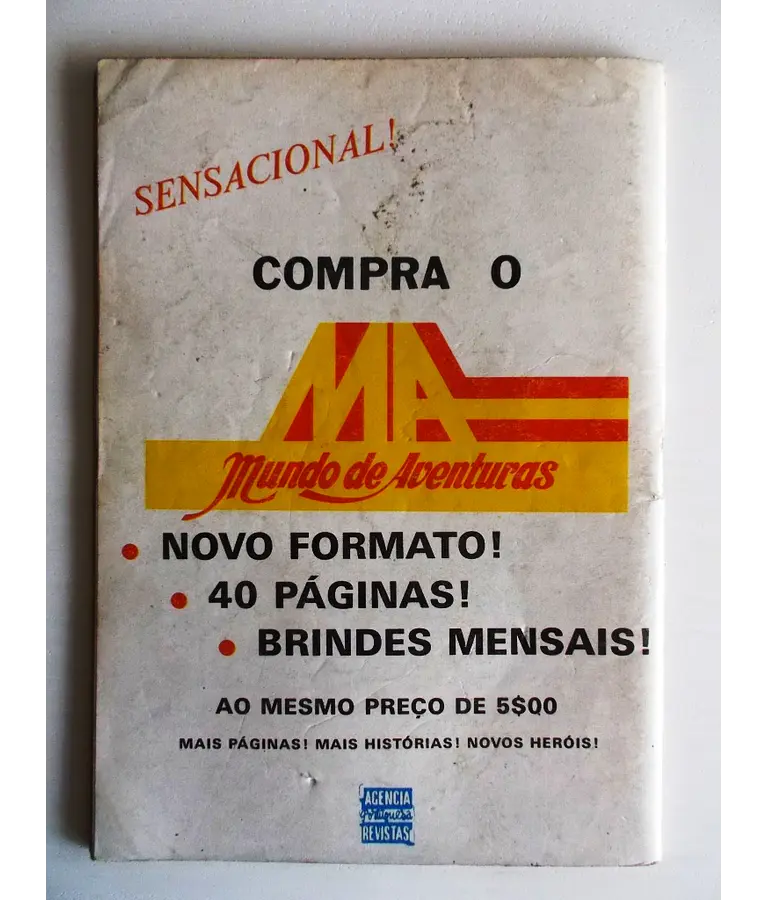 SENSACIONAL!
COMPRA O
MA
Mundo de Aventuras
• NOVO FORMATO!
• 40 PÁGINAS!
• BRINDES MENSAIS!
AO MESMO PREÇO DE 5$00
MAIS PÁGINAS! MAIS HISTÓRIAS! NOVOS HERÓIS!
AGENCIA
portuguesa
REVISTAS